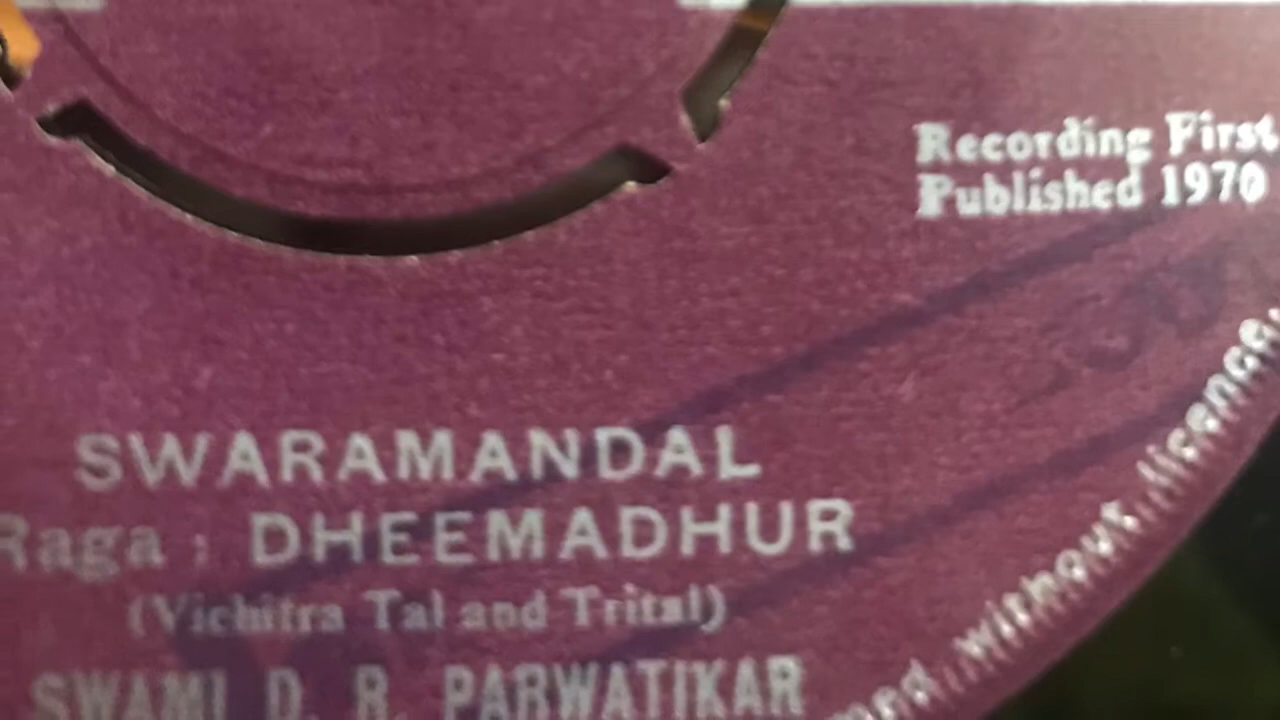 Recording First
Published 1970
SWARAMANDAL
Raga : DHEEMADHUR
(Vichitra Tal and Trital)
SWAMI D. R. PARWATIKAR
without licence.